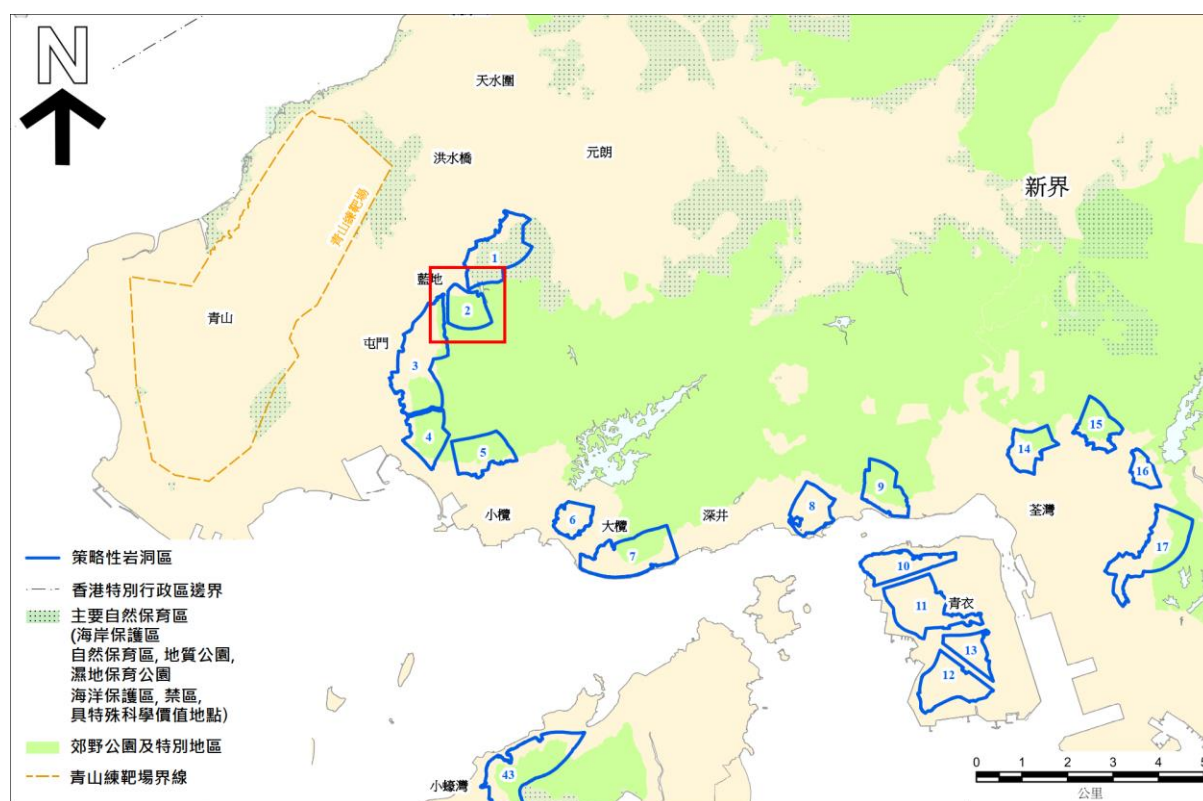 N
天水圍
洪水橋
元朗
新界
青山練靶場
1
藍地
2
青山
屯門
3
4
5
15
14
16
9
小欖
6
大欖
深井
8
荃灣
7
17
10
11
青衣
13
12
策略性岩洞區
香港特別行政區邊界
主要自然保育區
(海岸保護區
自然保育區, 地質公園,
濕地保育公園
海洋保護區, 禁區,
具特殊科學價值地點)
郊野公園及特別地區
青山練靶場界線
小蠔灣
43
0 1 2 3 4 5
公里